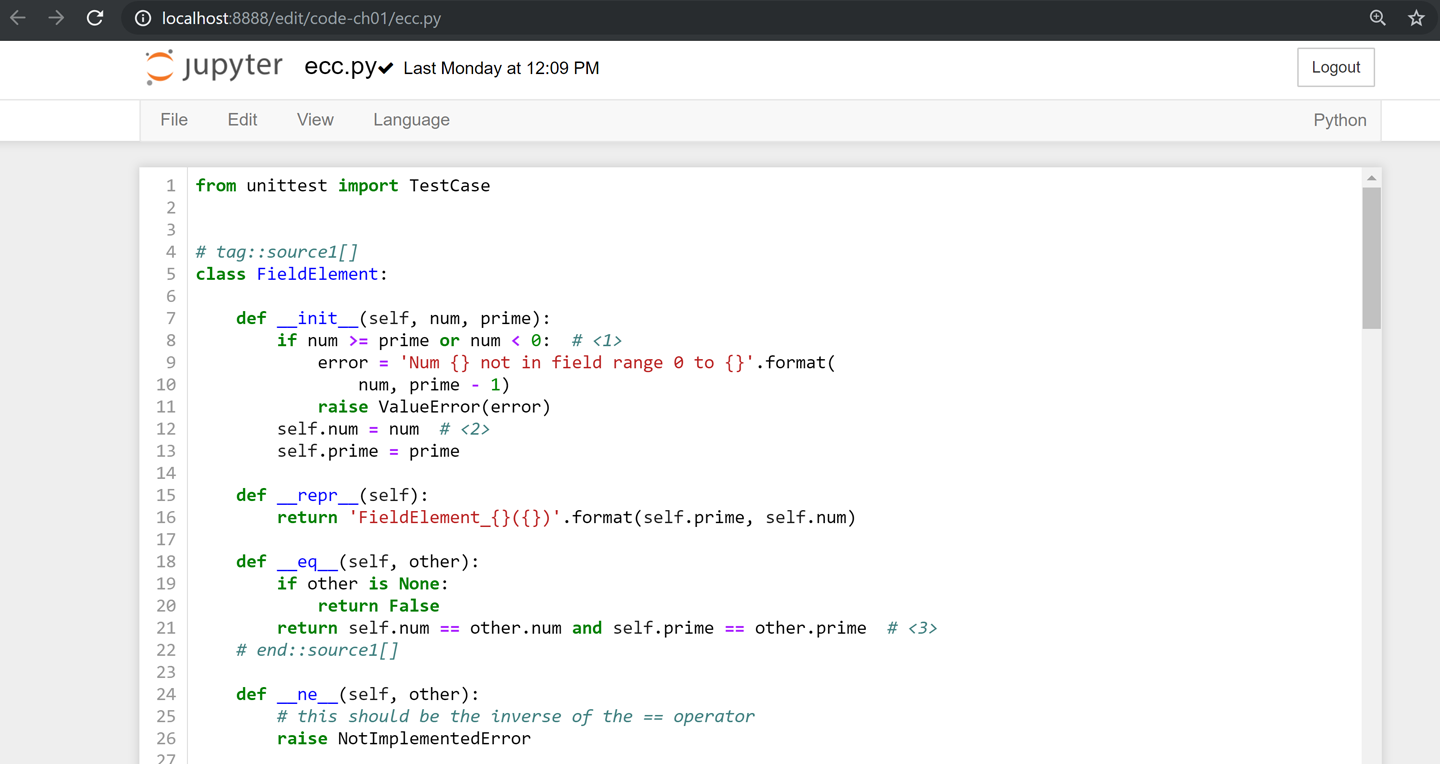 localhost:8888/edit/code-ch01/ecc.py
jupyter ecc.py✔ Last Monday at 12:09 PM Logout
File Edit View Language Python
1 from unittest import TestCase
2
3
4 # tag::source1[]
5 class FieldElement:
6
7     def __init__(self, num, prime):
8         if num >= prime or num < 0:  # <1>
9             error = 'Num {} not in field range 0 to {}'.format(
10                 num, prime - 1)
11             raise ValueError(error)
12         self.num = num  # <2>
13         self.prime = prime
14
15     def __repr__(self):
16         return 'FieldElement_{}({})'.format(self.prime, self.num)
17
18     def __eq__(self, other):
19         if other is None:
20             return False
21         return self.num == other.num and self.prime == other.prime  # <3>
22     # end::source1[]
23
24     def __ne__(self, other):
25         # this should be the inverse of the == operator
26         raise NotImplementedError
27